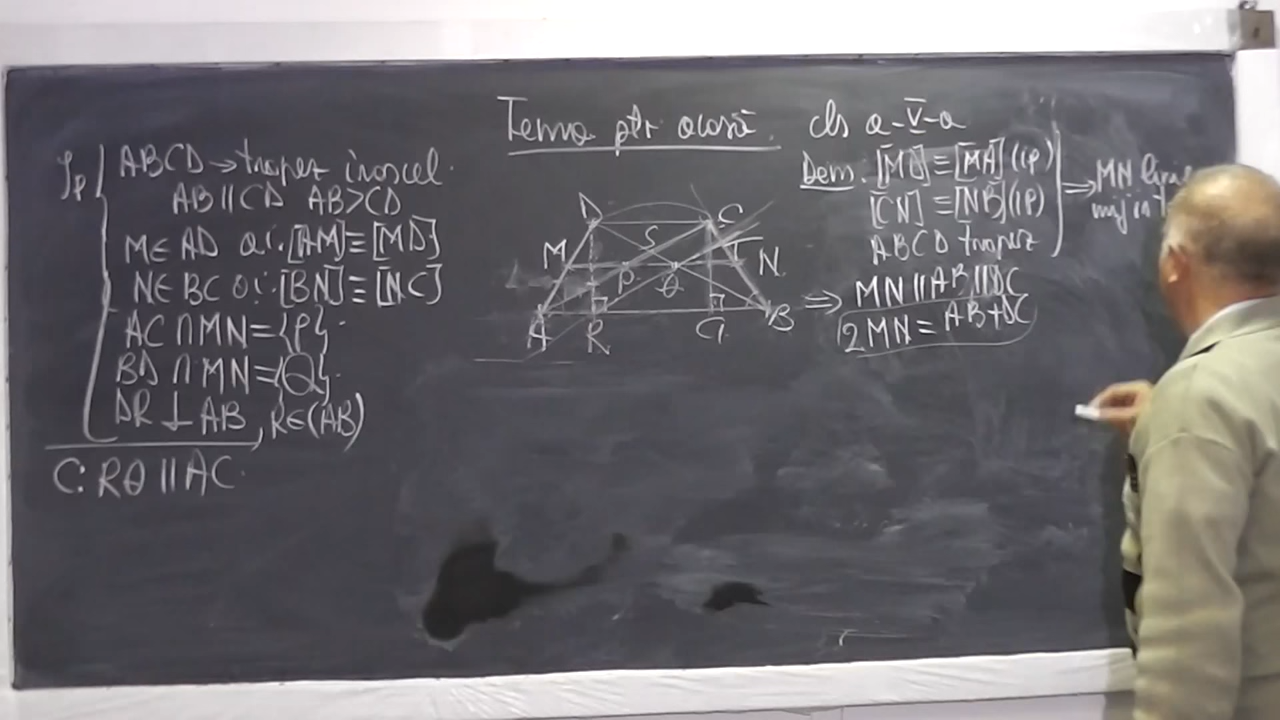 Tema ptr acasă. cls a-V-a
Ip ABCD → trapez isoscel.
AB || CD AB > CD
M∈AD a.î. [AM] ≡ [MD]
N∈BC a.î. [BN] ≡ [NC]
AC ∩ MN = {P}.
BD ∩ MN = {Q}.
DR ⊥ AB, R∈(AB)
C: RQ || AC.
D C
S
M P Q T N
A R G B
Dem. [MD] ≡ [MA] (ip)
[CN] ≡ [NB] (ip)
ABCD trapez
⇒ MN linie
mij
⇒ MN || AB || DC
2MN = AB + DC